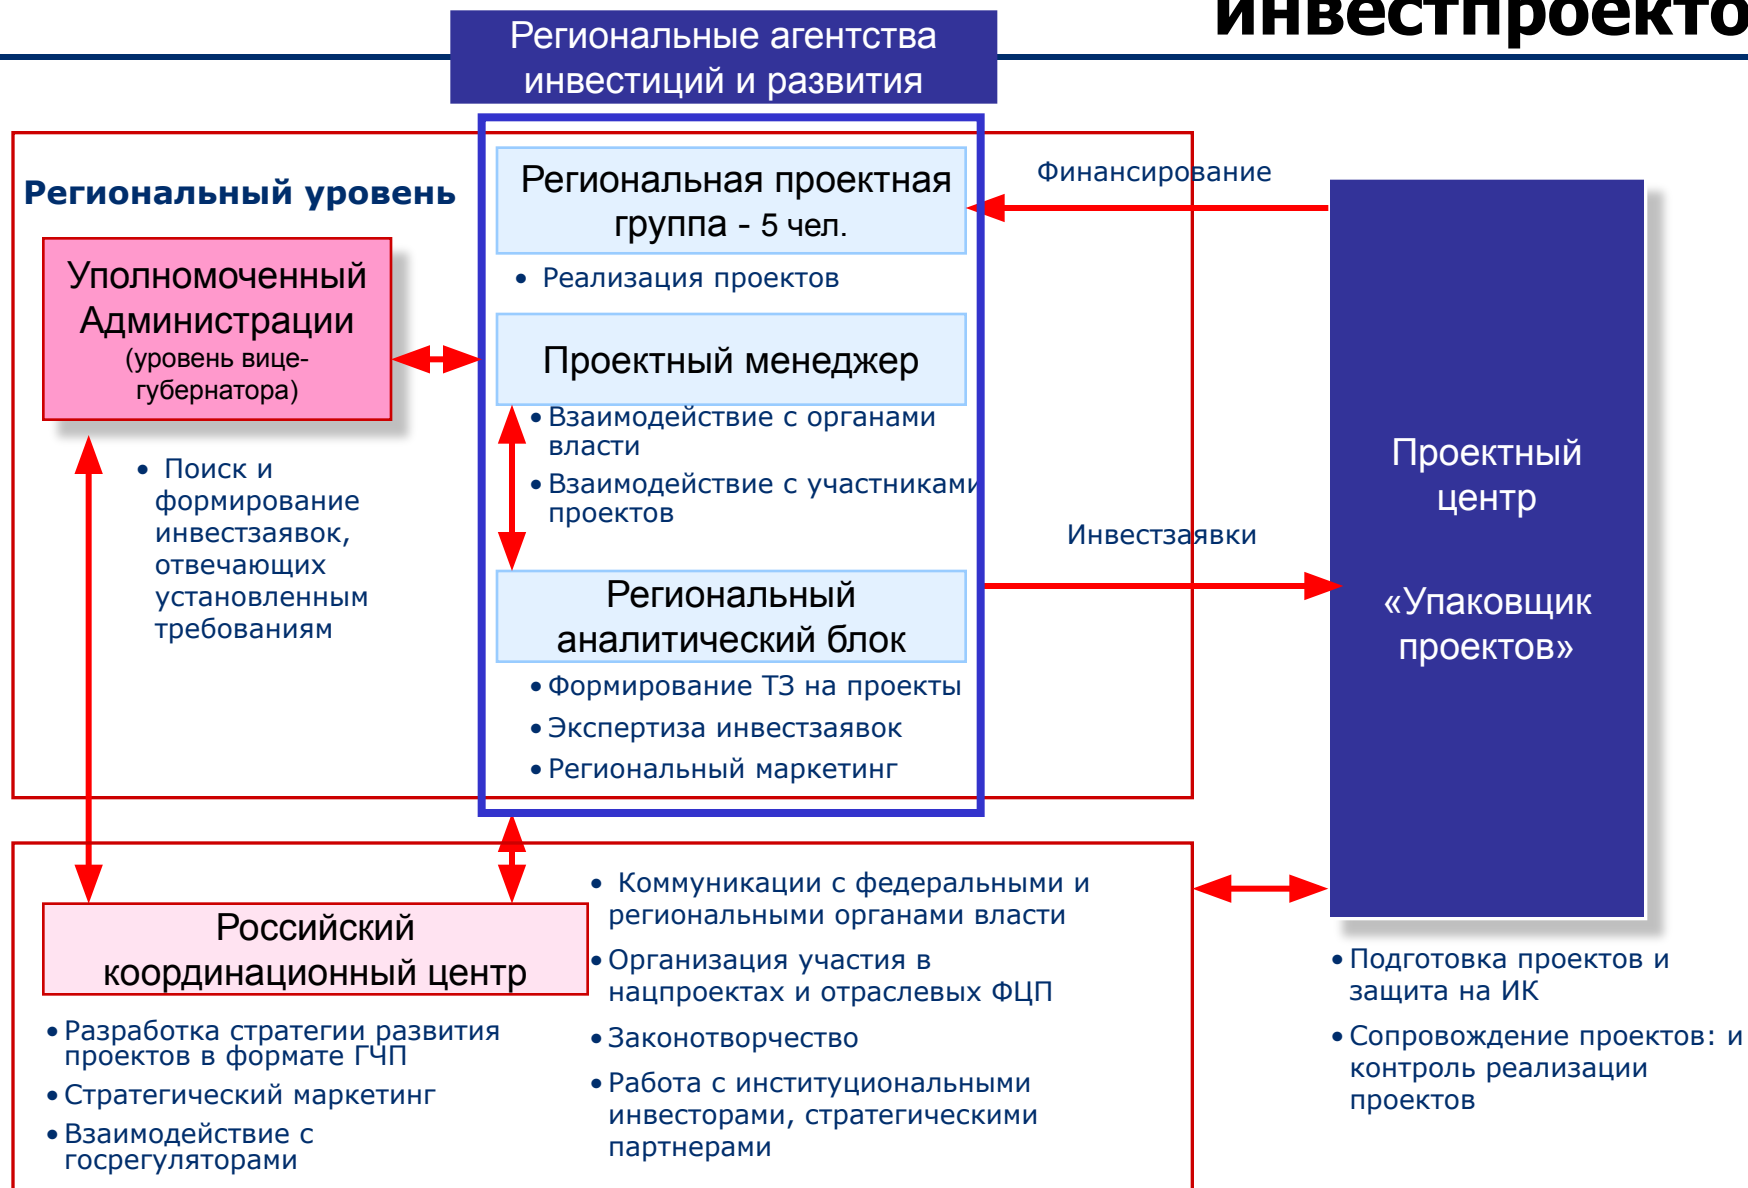 инвестпроекто
Региональные агентства
инвестиций и развития
Региональный уровень
Уполномоченный
Администрации
(уровень вице-
губернатора)
• Поиск и
формирование
инвестзаявок,
отвечающих
установленным
требованиям
Региональная проектная
группа - 5 чел.
• Реализация проектов
Проектный менеджер
• Взаимодействие с органами
власти
• Взаимодействие с участниками
проектов
Региональный
аналитический блок
• Формирование ТЗ на проекты
• Экспертиза инвестзаявок
• Региональный маркетинг
Финансирование
Инвестзаявки
Проектный
центр
«Упаковщик
проектов»
• Подготовка проектов и
защита на ИК
• Сопровождение проектов: и
контроль реализации
проектов
Российский
координационный центр
• Разработка стратегии развития
проектов в формате ГЧП
• Стратегический маркетинг
• Взаимодействие с
госрегуляторами
• Коммуникации с федеральными и
региональными органами власти
• Организация участия в
нацпроектах и отраслевых ФЦП
• Законотворчество
• Работа с институциональными
инвесторами, стратегическими
партнерами